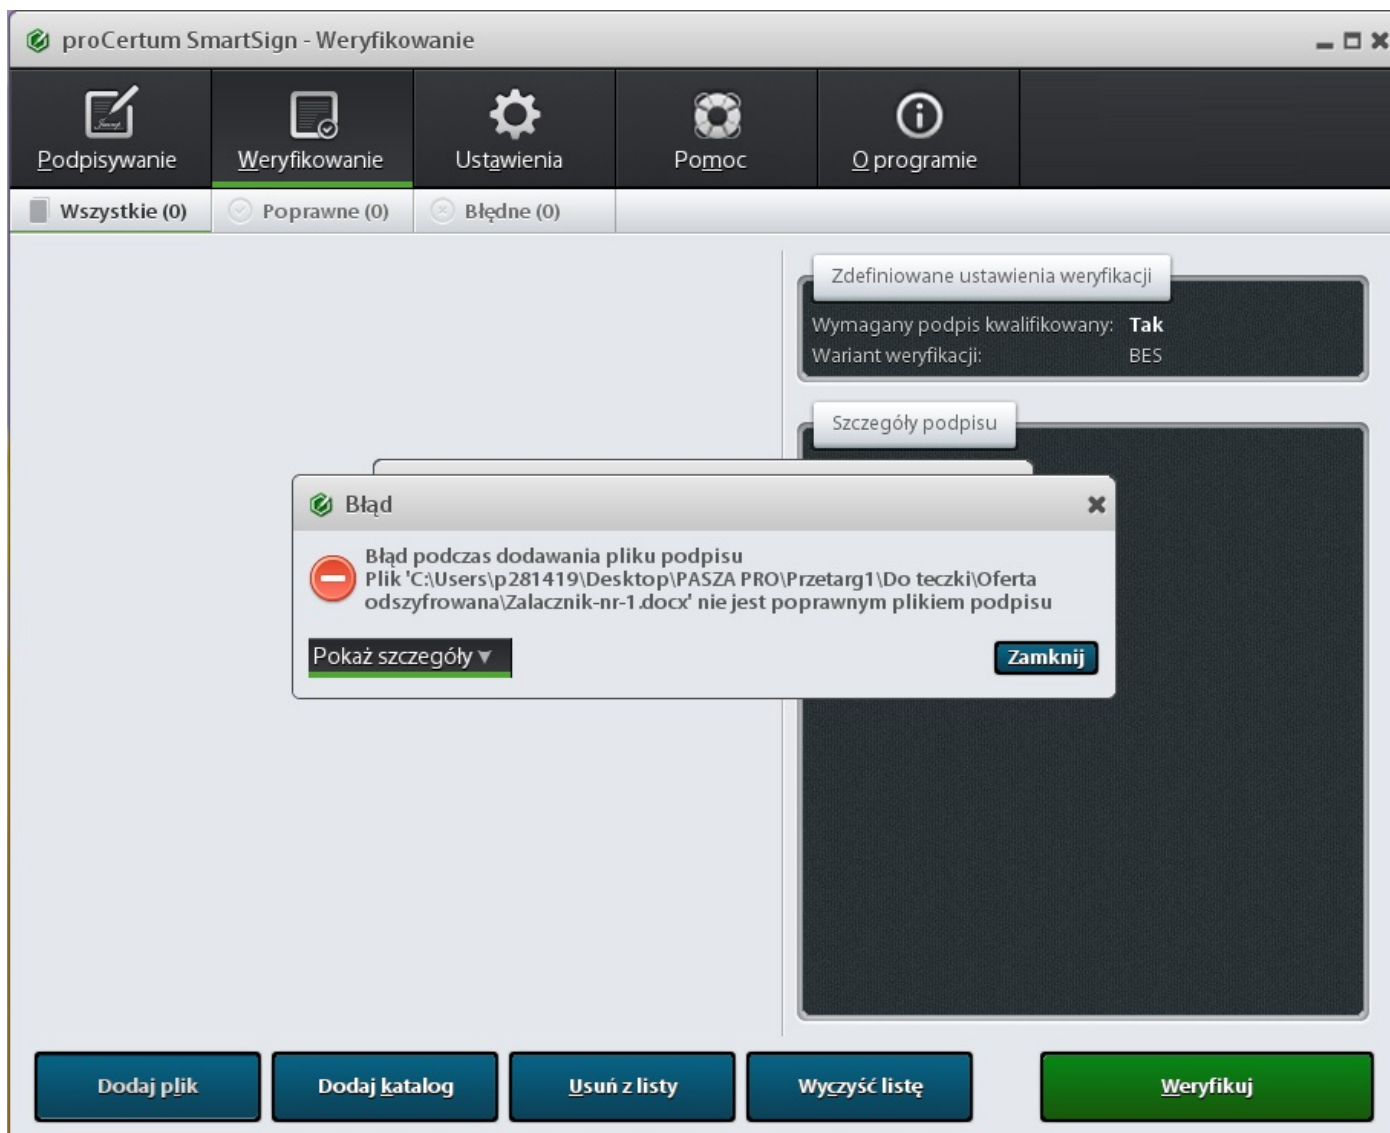 proCertum SmartSign - Weryfikowanie
Podpisywanie
Weryfikowanie
Ustawienia
Pomoc
O programie
Wszystkie (0)
Poprawne (0)
Błędne (0)
Zdefiniowane ustawienia weryfikacji
Wymagany podpis kwalifikowany: Tak
Wariant weryfikacji: BES
Szczegóły podpisu
Błąd
Błąd podczas dodawania pliku podpisu
Plik 'C:\Users\p281419\Desktop\PASZA PRO\Przetarg1\Do teczki\Oferta
odszyfrowana\Zalacznik-nr-1.docx' nie jest poprawnym plikiem podpisu
Pokaż szczegóły
Zamknij
Dodaj plik
Dodaj katalog
Usuń z listy
Wyczyść listę
Weryfikuj